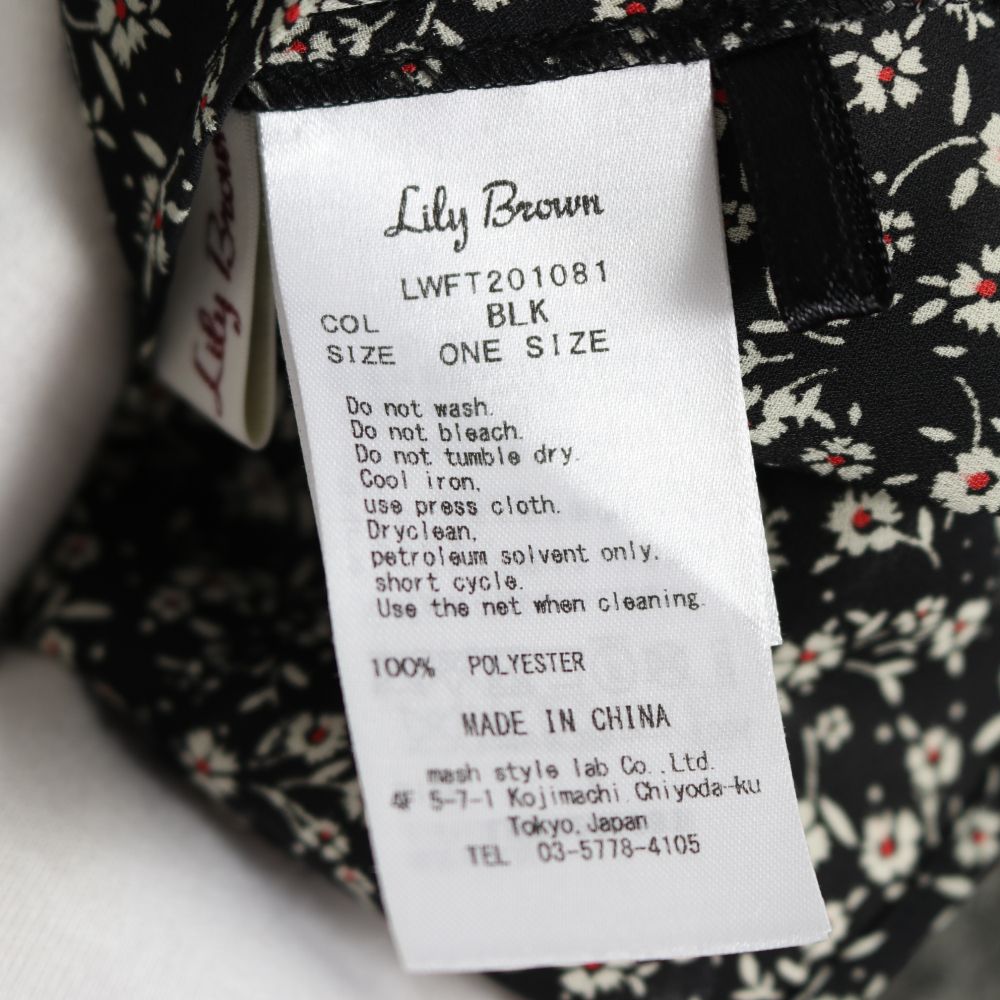 Lily Brown
LWFT201081
COL BLK
SIZE ONE SIZE
Do not wash.
Do not bleach.
Do not tumble dry.
Cool iron,
use press cloth.
Dryclean,
petroleum solvent only.
short cycle.
Use the net when cleaning.
100% POLYESTER
MADE IN CHINA
mash style lab Co.,Ltd.
4F 5-7-1 Kojimachi Chiyoda-ku
Tokyo, Japan
TEL 03-5778-4105
Lily Brown